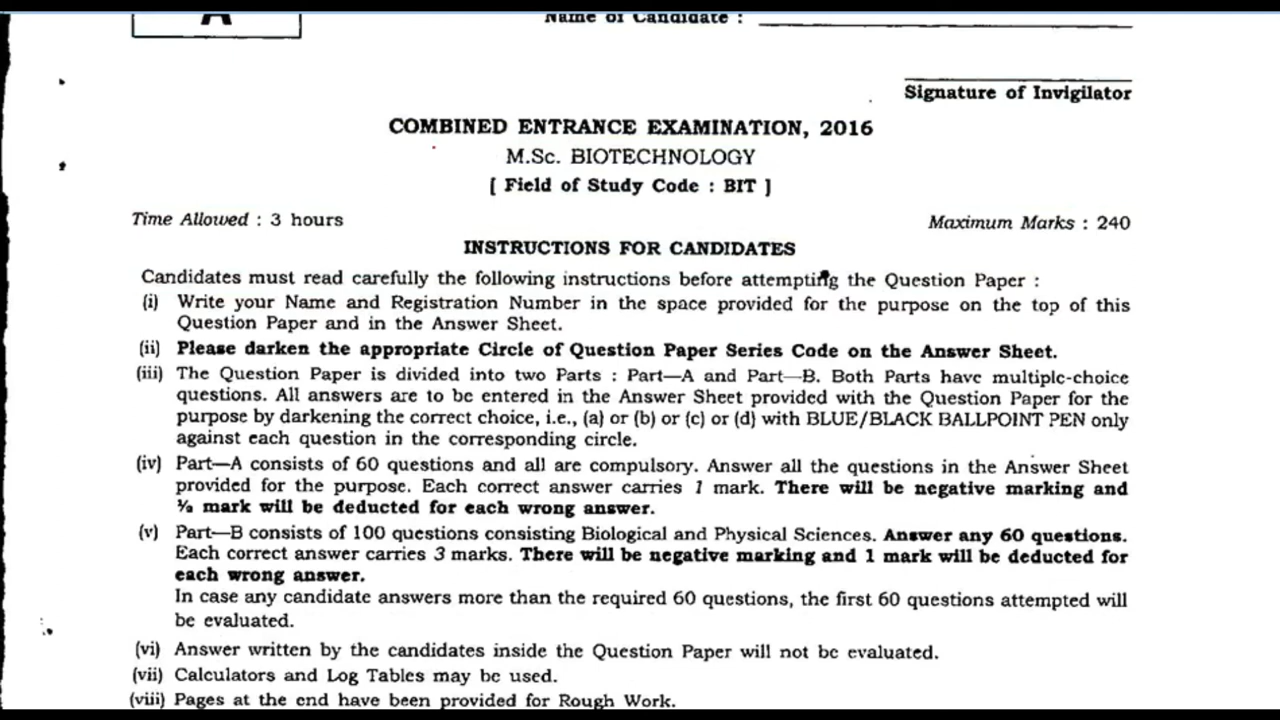 A
Name of Candidate :
Signature of Invigilator
COMBINED ENTRANCE EXAMINATION, 2016
M.Sc. BIOTECHNOLOGY
[ Field of Study Code : BIT ]
Time Allowed : 3 hours Maximum Marks : 240
INSTRUCTIONS FOR CANDIDATES
Candidates must read carefully the following instructions before attempting the Question Paper :
(i) Write your Name and Registration Number in the space provided for the purpose on the top of this
Question Paper and in the Answer Sheet.
(ii) Please darken the appropriate Circle of Question Paper Series Code on the Answer Sheet.
(iii) The Question Paper is divided into two Parts : Part—A and Part—B. Both Parts have multiple-choice
questions. All answers are to be entered in the Answer Sheet provided with the Question Paper for the
purpose by darkening the correct choice, i.e., (a) or (b) or (c) or (d) with BLUE/BLACK BALLPOINT PEN only
against each question in the corresponding circle.
(iv) Part—A consists of 60 questions and all are compulsory. Answer all the questions in the Answer Sheet
provided for the purpose. Each correct answer carries 1 mark. There will be negative marking and
⅓ mark will be deducted for each wrong answer.
(v) Part—B consists of 100 questions consisting Biological and Physical Sciences. Answer any 60 questions.
Each correct answer carries 3 marks. There will be negative marking and 1 mark will be deducted for
each wrong answer.
In case any candidate answers more than the required 60 questions, the first 60 questions attempted will
be evaluated.
(vi) Answer written by the candidates inside the Question Paper will not be evaluated.
(vii) Calculators and Log Tables may be used.
(viii) Pages at the end have been provided for Rough Work.